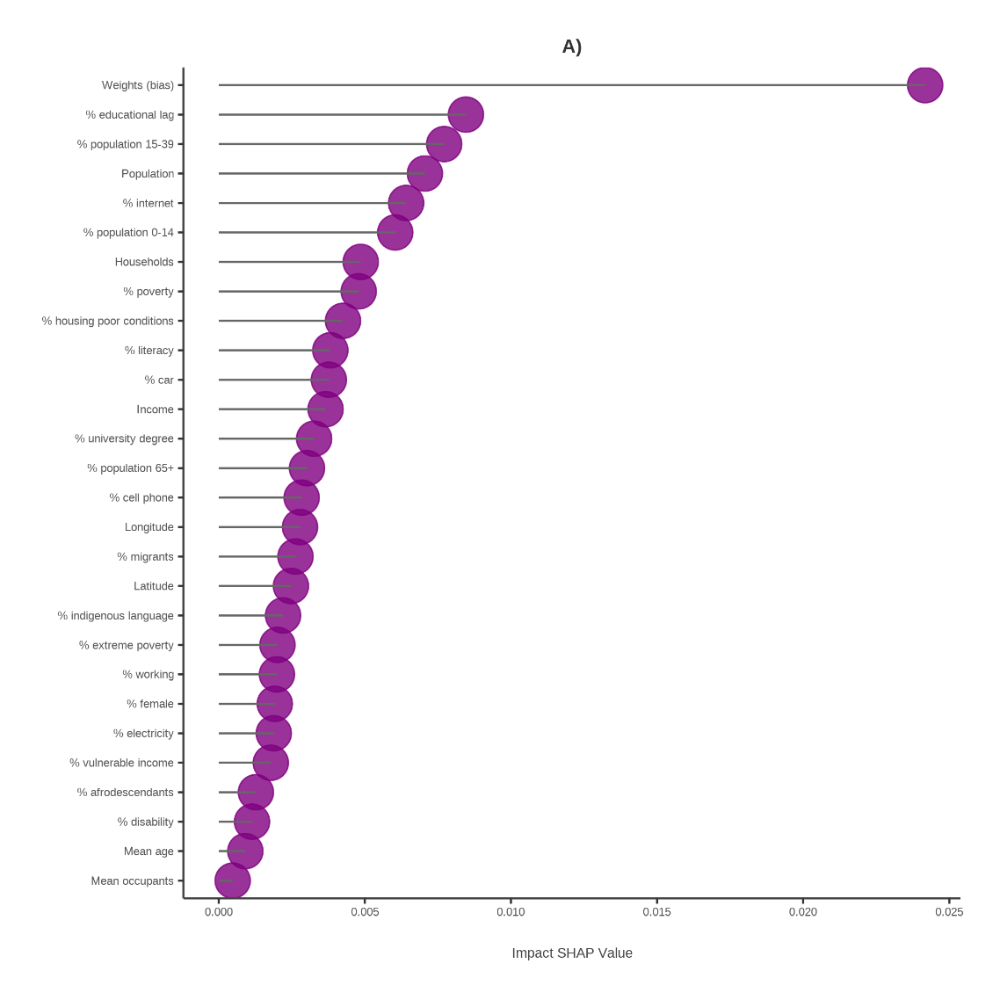 A)
Weights (bias)
% educational lag
% population 15-39
Population
% internet
% population 0-14
Households
% poverty
% housing poor conditions
% literacy
% car
Income
% university degree
% population 65+
% cell phone
Longitude
% migrants
Latitude
% indigenous language
% extreme poverty
% working
% female
% electricity
% vulnerable income
% afrodescendants
% disability
Mean age
Mean occupants
0.000 0.005 0.010 0.015 0.020 0.025
Impact SHAP Value